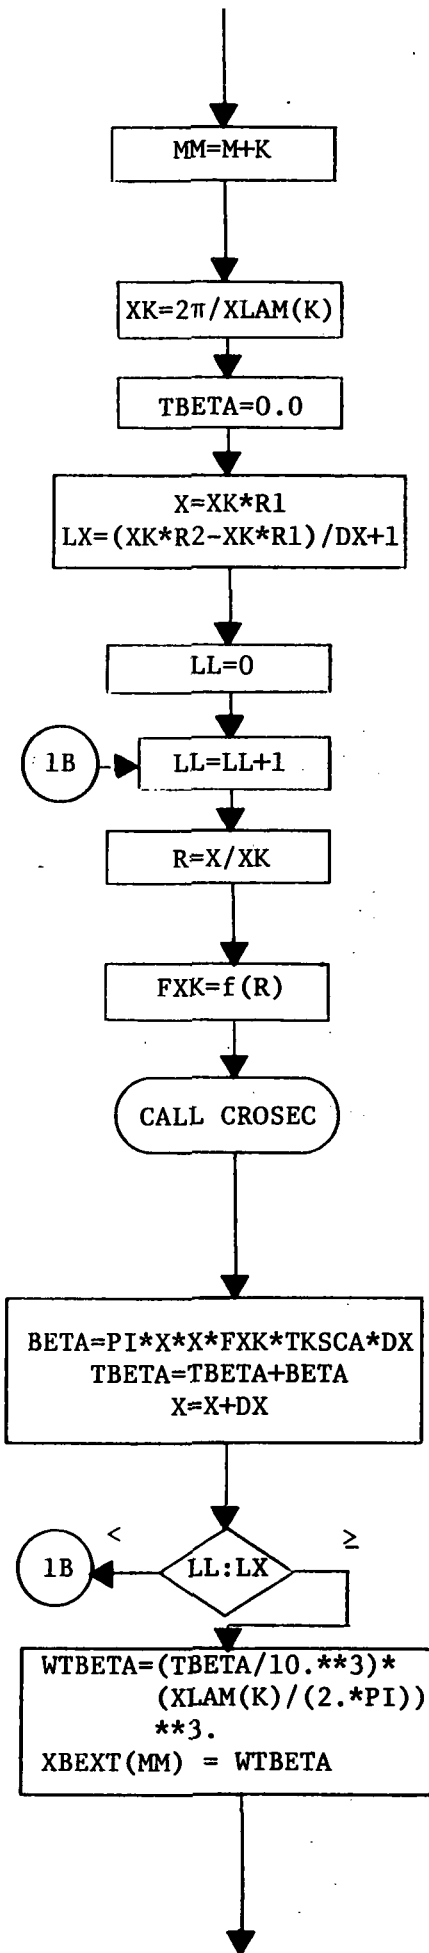 MM=M+K
XK=2π/XLAM(K)
TBETA=0.0
X=XK*R1
LX=(XK*R2-XK*R1)/DX+1
LL=0
1B
LL=LL+1
R=X/XK
FXK=f(R)
CALL CROSEC
BETA=PI*X*X*FXK*TKSCA*DX
TBETA=TBETA+BETA
X=X+DX
< ≥
1B LL:LX
WTBETA=(TBETA/10.**3)*
(XLAM(K)/(2.*PI))
**3.
XBEXT(MM) = WTBETA